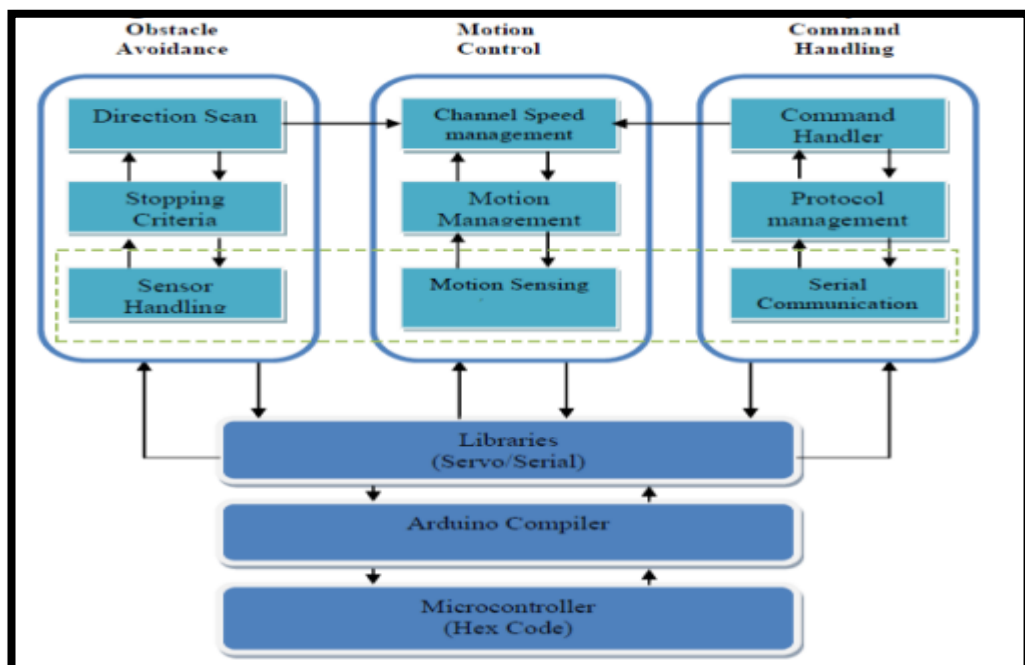 Obstacle
Avoidance
Motion
Control
Command
Handling
Direction Scan
Stopping
Criteria
Sensor
Handling
Channel Speed
management
Motion
Management
Motion Sensing
Command
Handler
Protocol
management
Serial
Communication
Libraries
(Servo/Serial)
Arduino Compiler
Microcontroller
(Hex Code)